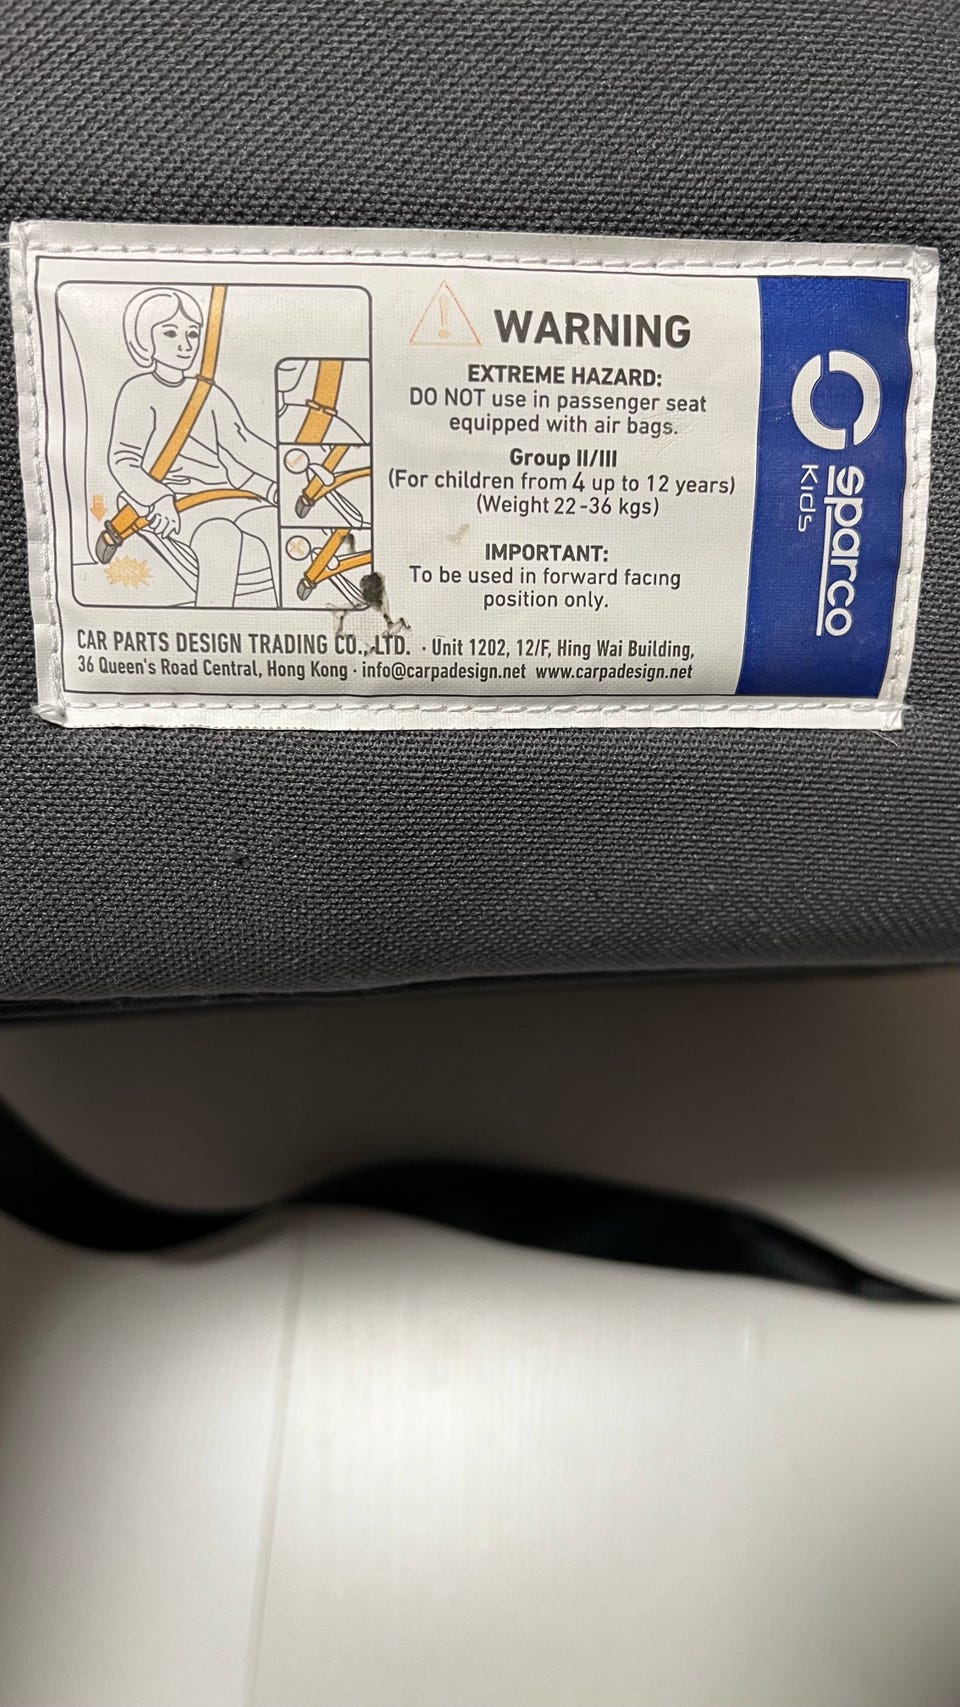 WARNING
EXTREME HAZARD:
DO NOT use in passenger seat
equipped with air bags.
Group II/III
(For children from 4 up to 12 years)
(Weight 22-36 kgs)
IMPORTANT:
To be used in forward facing
position only.
CAR PARTS DESIGN TRADING CO., LTD. · Unit 1202, 12/F, Hing Wai Building,
36 Queen's Road Central, Hong Kong · info@carpadesign.net www.carpadesign.net
sparco
Kids